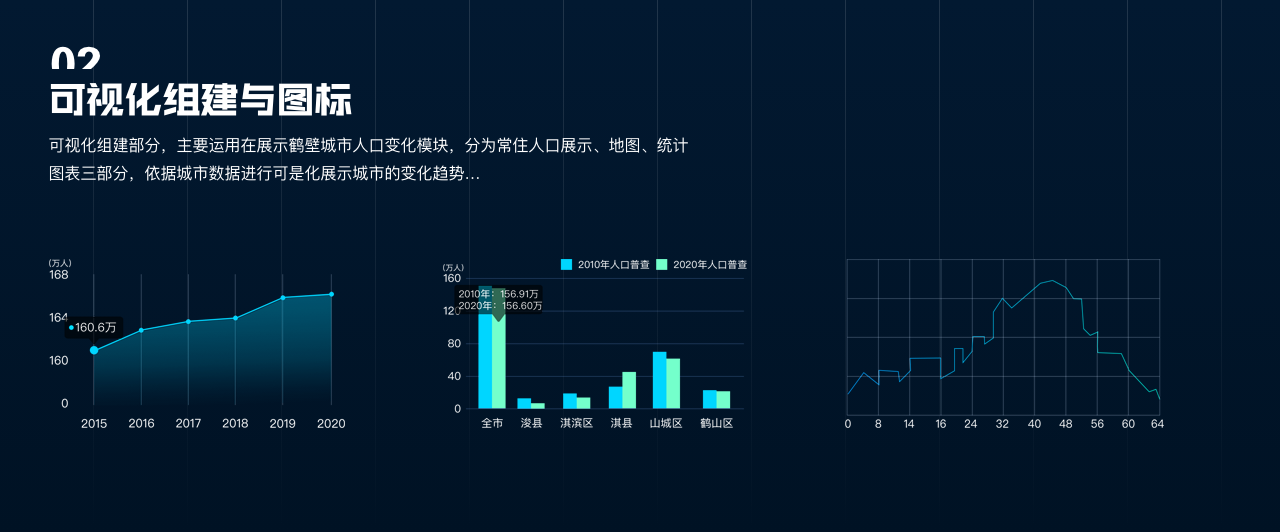 02
可视化组建与图标
可视化组建部分，主要运用在展示鹤壁城市人口变化模块，分为常住人口展示、地图、统计
图表三部分，依据城市数据进行可是化展示城市的变化趋势...
(万人)
168
164
160.6万
160
0
2015 2016 2017 2018 2019 2020
2010年人口普查 2020年人口普查
(万人)
160
2010年：156.91万
2020年：156.60万
120
80
40
0
全市 浚县 淇滨区 淇县 山城区 鹤山区
0 8 14 16 24 32 40 48 56 60 64